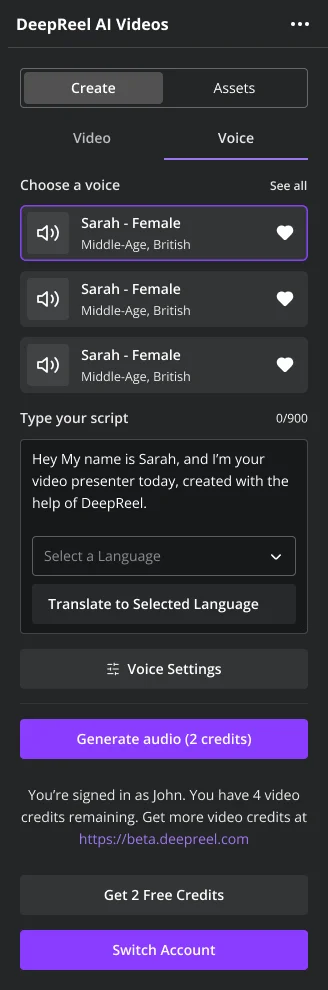 DeepReel AI Videos
Create
Assets
Video
Voice
Choose a voice
See all
Sarah - Female
Middle-Age, British
Sarah - Female
Middle-Age, British
Sarah - Female
Middle-Age, British
Type your script
0/900
Hey My name is Sarah, and I’m your
video presenter today, created with the
help of DeepReel.
Select a Language
Translate to Selected Language
Voice Settings
Generate audio (2 credits)
You’re signed in as John. You have 4 video
credits remaining. Get more video credits at
https://beta.deepreel.com
Get 2 Free Credits
Switch Account